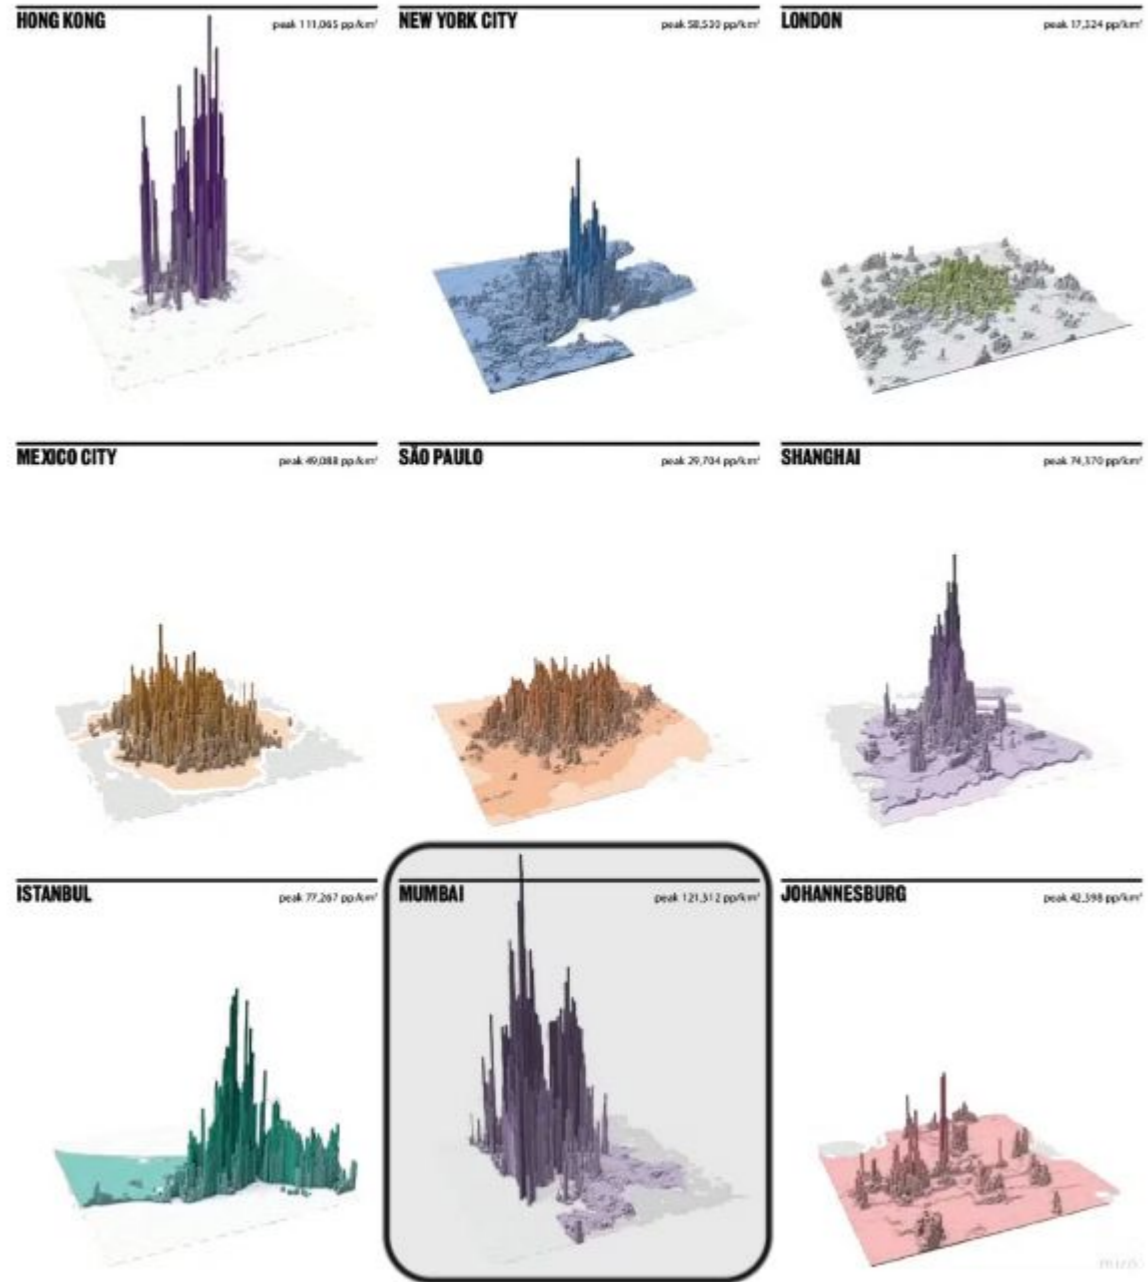 HONG KONG peak 111,065 pp/km²
NEW YORK CITY peak 58,530 pp/km²
LONDON peak 17,324 pp/km²
MEXICO CITY peak 49,088 pp/km²
SÃO PAULO peak 29,704 pp/km²
SHANGHAI peak 74,370 pp/km²
ISTANBUL peak 77,267 pp/km²
MUMBAI peak 121,312 pp/km²
JOHANNESBURG peak 42,398 pp/km²